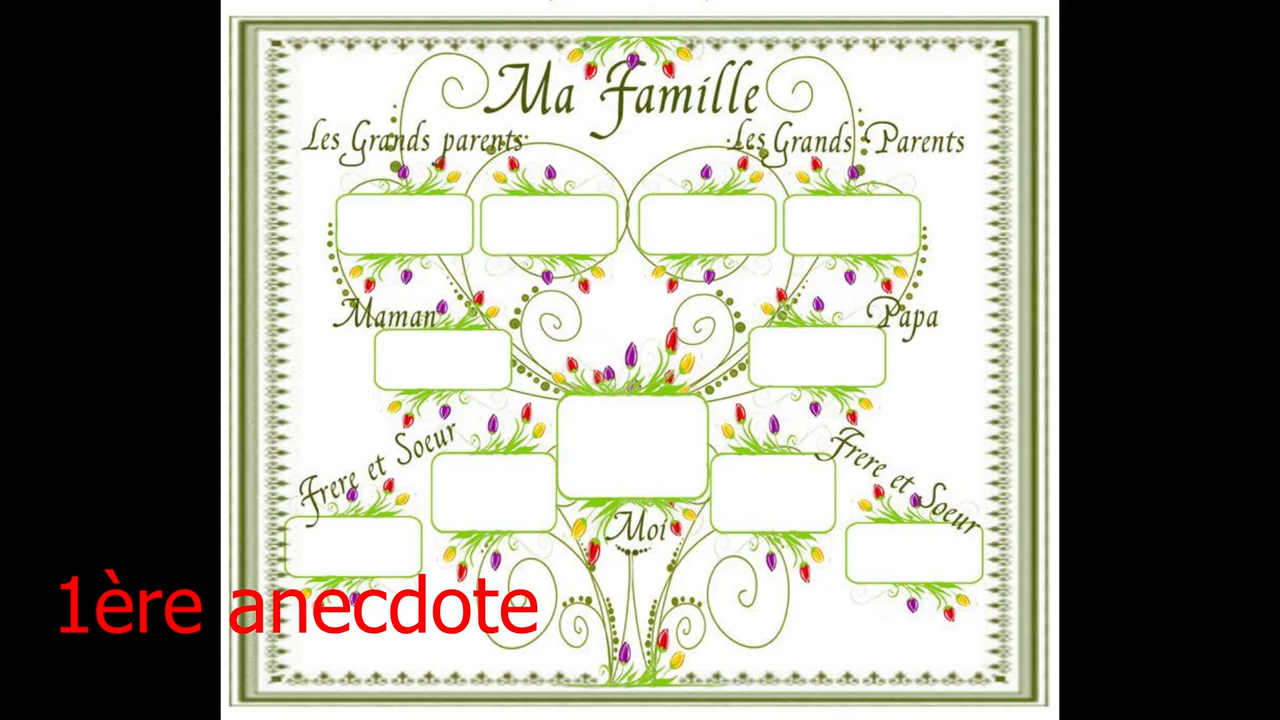 Ma Famille
Les Grands parents
Les Grands Parents
Maman
Papa
Frere et Soeur
Frere et Soeur
Moi
1ère anecdote